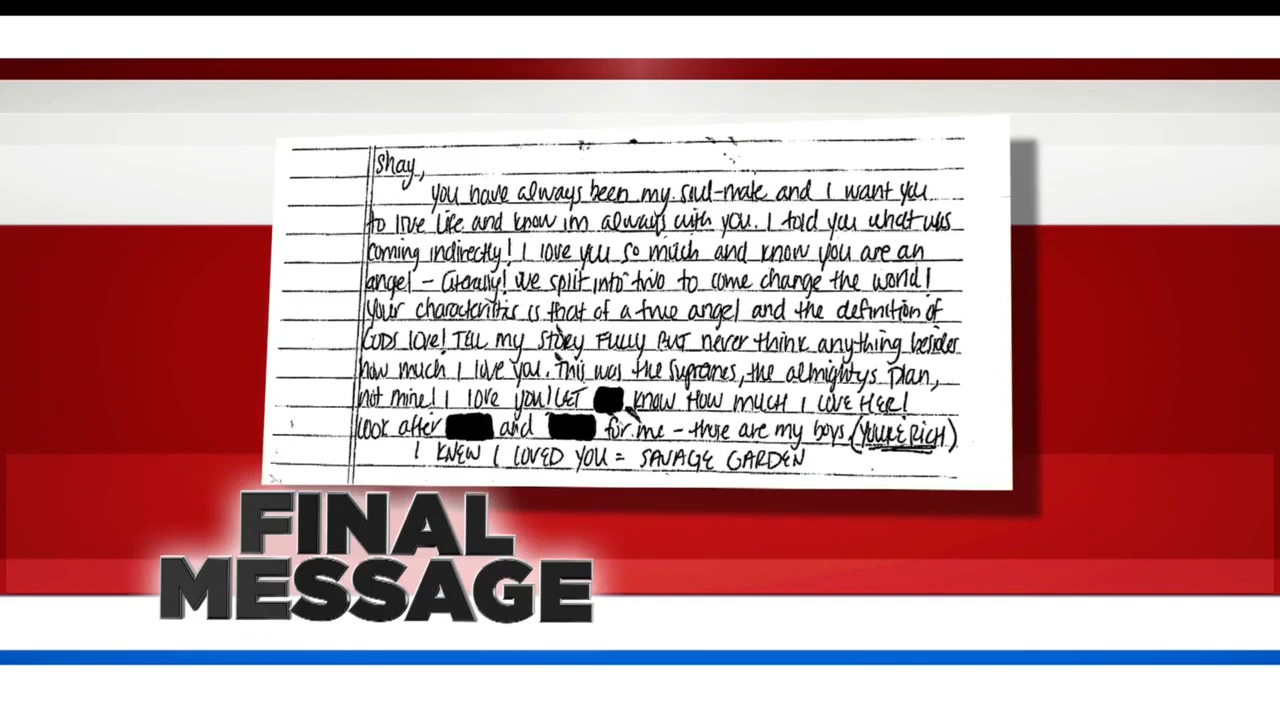 Shay,
you have always been my soul-mate and I want you
to live life and know im always with you. I told you what was
coming indirectly! I love you so much and know you are an
angel - literally! We split into two to come change the world!
Your characteristic is that of a true angel and the definition of
GODS love! TELL my STORY FULLY BUT never think anything besides
how much I love you. This was the supremes, the almightys plan,
not mine! I love you! LET KNOW HOW MUCH I LOVE HER!
Look after and for me - those are my boys (YOU'RE RICH)
I KNEW I LOVED YOU = SAVAGE GARDEN
FINAL
MESSAGE